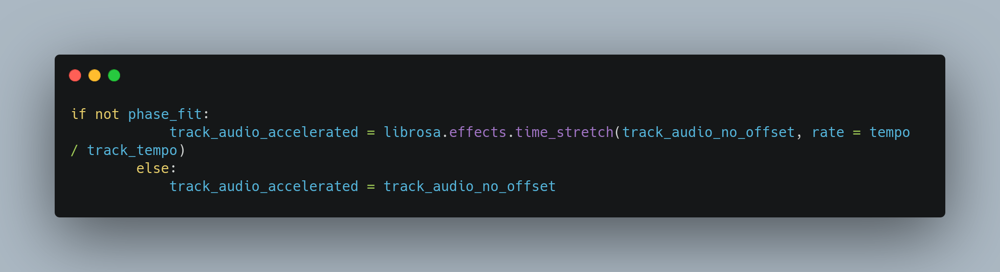 if not phase_fit:
            track_audio_accelerated = librosa.effects.time_stretch(track_audio_no_offset, rate = tempo
/ track_tempo)
        else:
            track_audio_accelerated = track_audio_no_offset